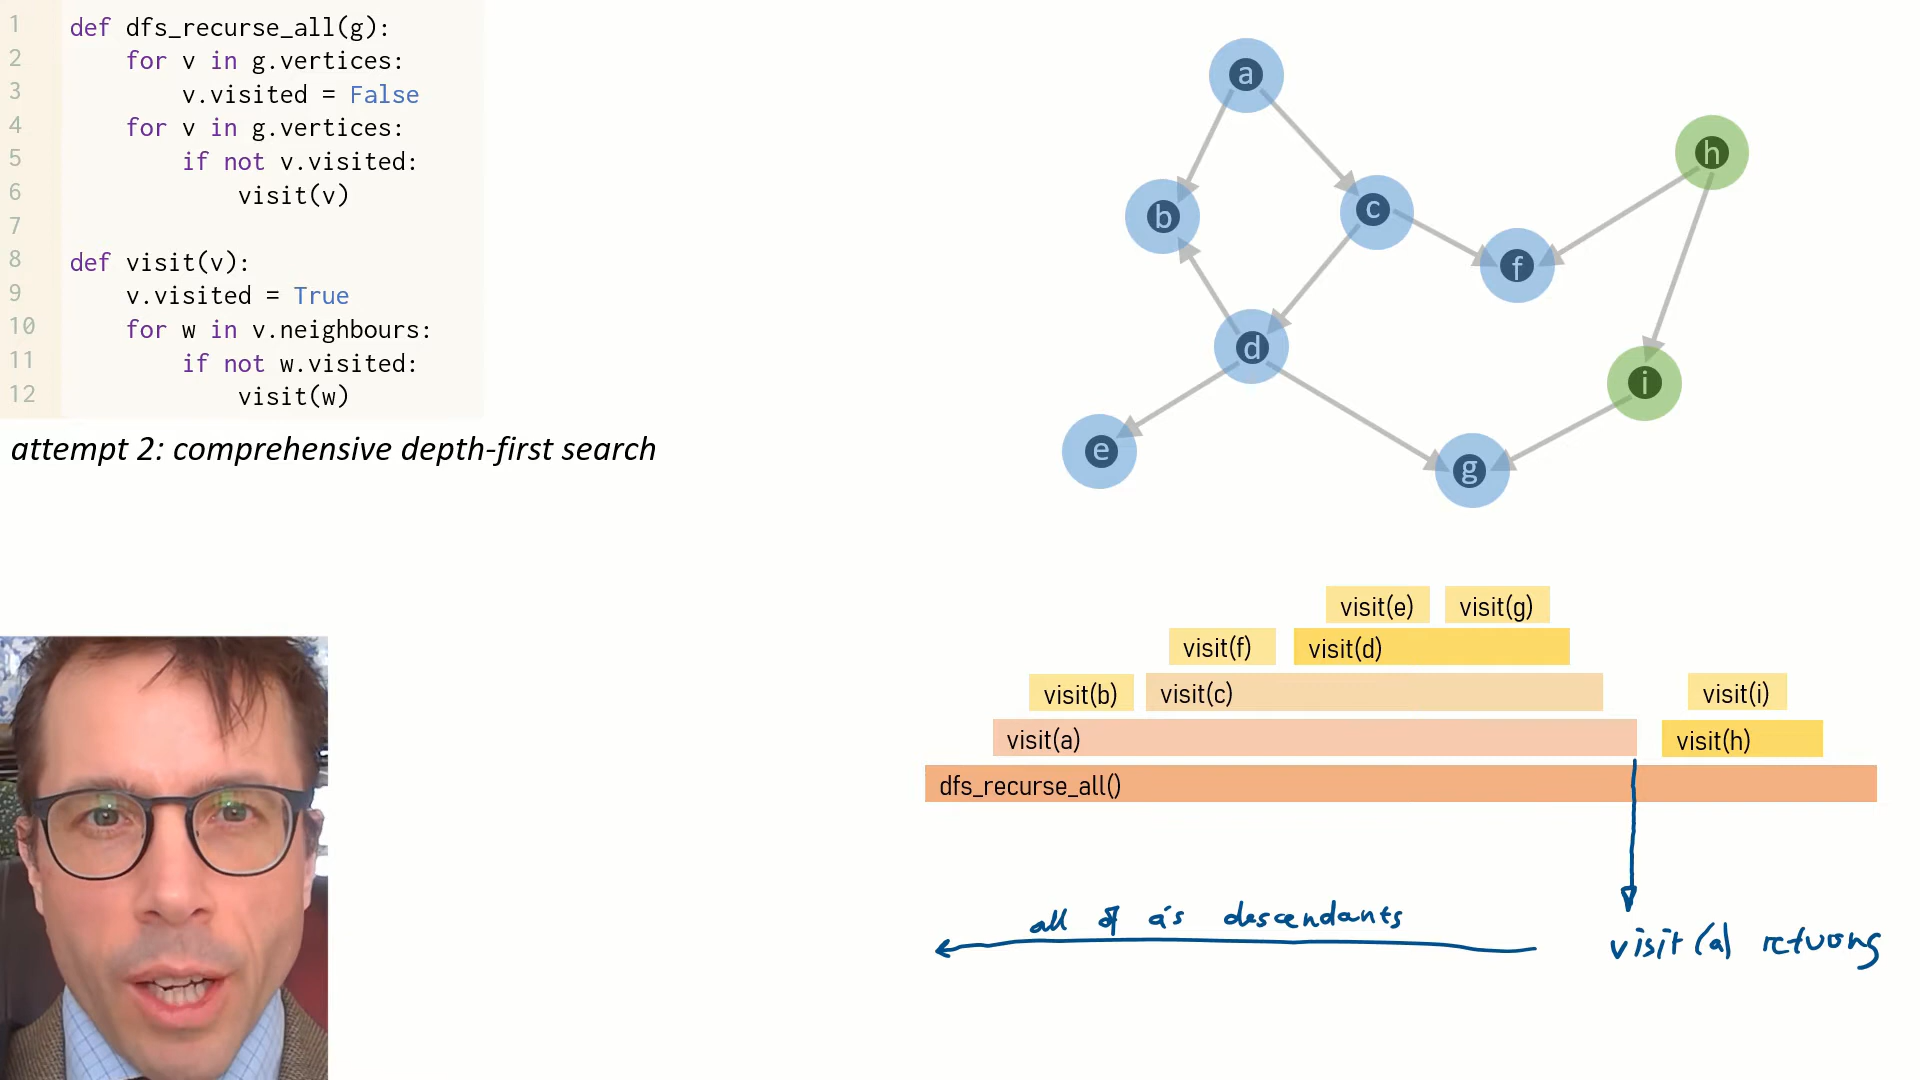 1 def dfs_recurse_all(g):
2 for v in g.vertices:
3 v.visited = False
4 for v in g.vertices:
5 if not v.visited:
6 visit(v)
7
8 def visit(v):
9 v.visited = True
10 for w in v.neighbours:
11 if not w.visited:
12 visit(w)
attempt 2: comprehensive depth-first search
a
h
b
c
f
d
i
e
g
visit(e) visit(g)
visit(f) visit(d)
visit(b) visit(c) visit(i)
visit(a) visit(h)
dfs_recurse_all()
all of a's descendants
visit(a) returns